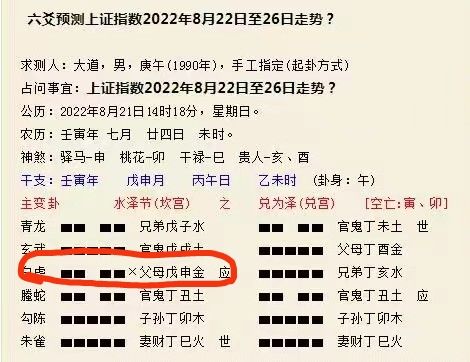 六爻预测上证指数2022年8月22日至26日走势？
求测人：大道，男，庚午(1990年)，手工指定(起卦方式)
占问事宜：上证指数2022年8月22日至26日走势？
公历：2022年8月21日14时18分，星期日。
农历：壬寅年 七月 廿四日 未时。
神煞：驿马-申 桃花-卯 干禄-巳 贵人-亥、酉
干支：壬寅年 戊申月 丙午日 乙未时 (卦身：午)
主变卦 水泽节(坎宫) 之 兑为泽(兑宫) [空亡:寅、卯]
青龙 兄弟戊子水 官鬼丁未土 世
玄武 官鬼戊戌土 父母丁酉金
白虎 ×父母戊申金 应 兄弟丁亥水
螣蛇 官鬼丁丑土 官鬼丁丑土 应
勾陈 子孙丁卯木 子孙丁卯木
朱雀 妻财丁巳火 世 妻财丁巳火